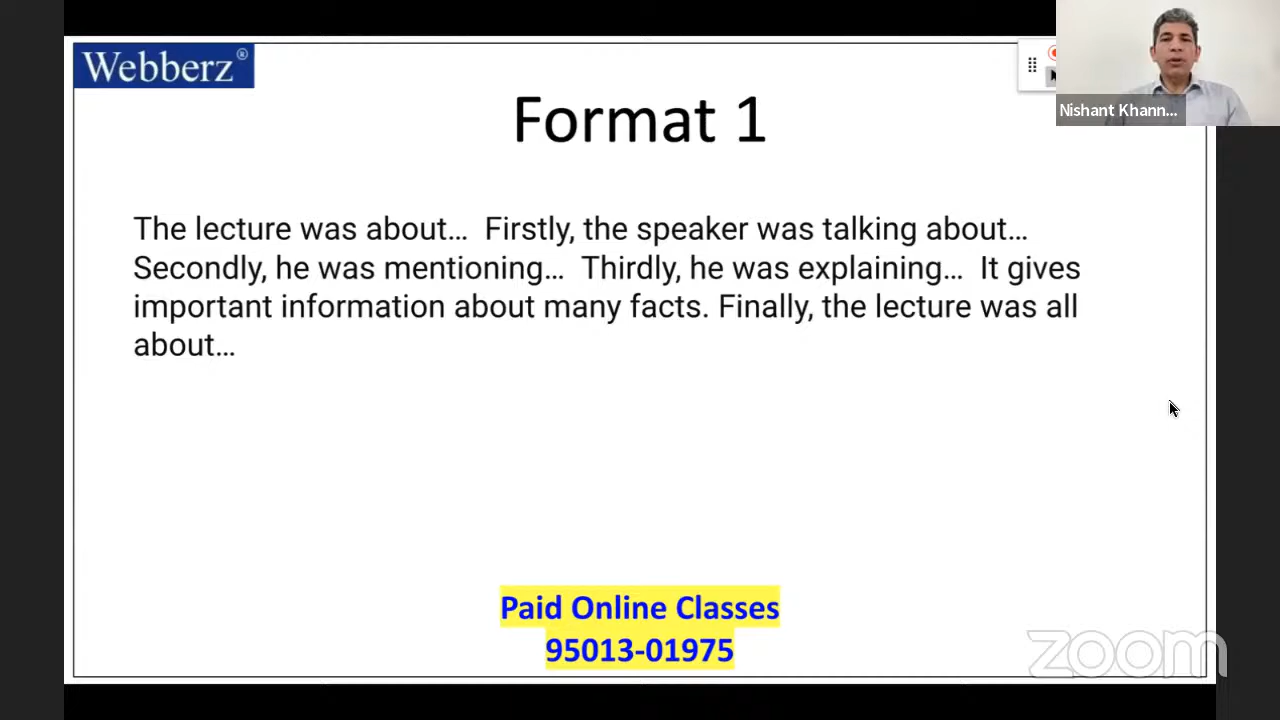 Webberz®
Format 1
Nishant Khann...
The lecture was about... Firstly, the speaker was talking about...
Secondly, he was mentioning... Thirdly, he was explaining... It gives
important information about many facts. Finally, the lecture was all
about...
Paid Online Classes
95013-01975
zoom